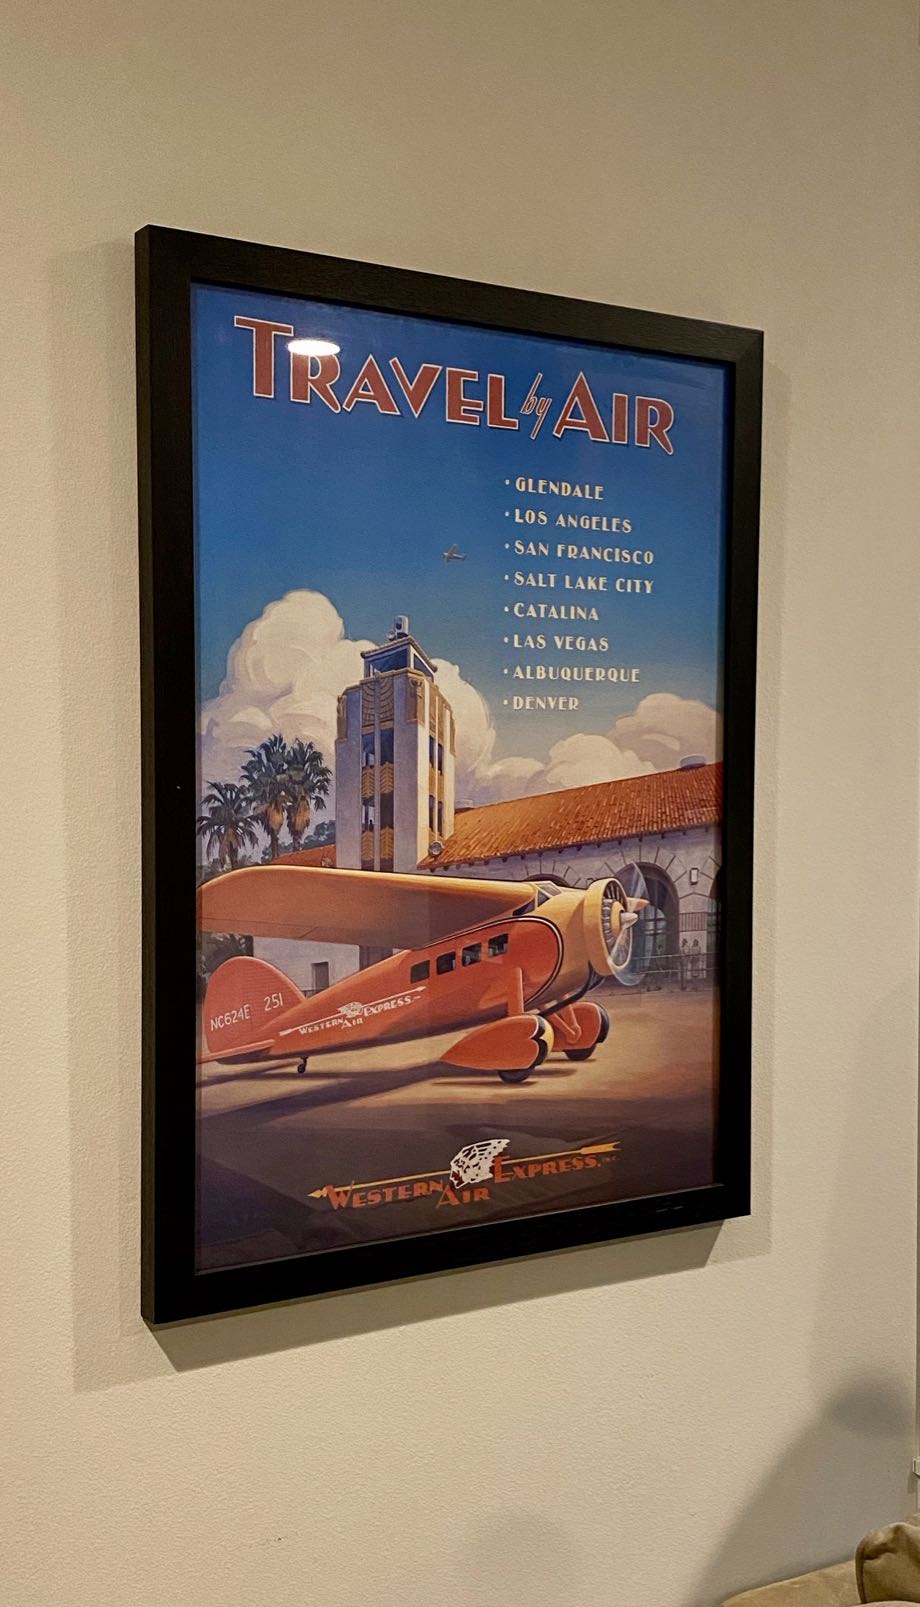 TRAVEL by AIR
• GLENDALE
• LOS ANGELES
• SAN FRANCISCO
• SALT LAKE CITY
• CATALINA
• LAS VEGAS
• ALBUQUERQUE
• DENVER
NC624E 251
WESTERN AIR EXPRESS
WESTERN AIR EXPRESS, INC.